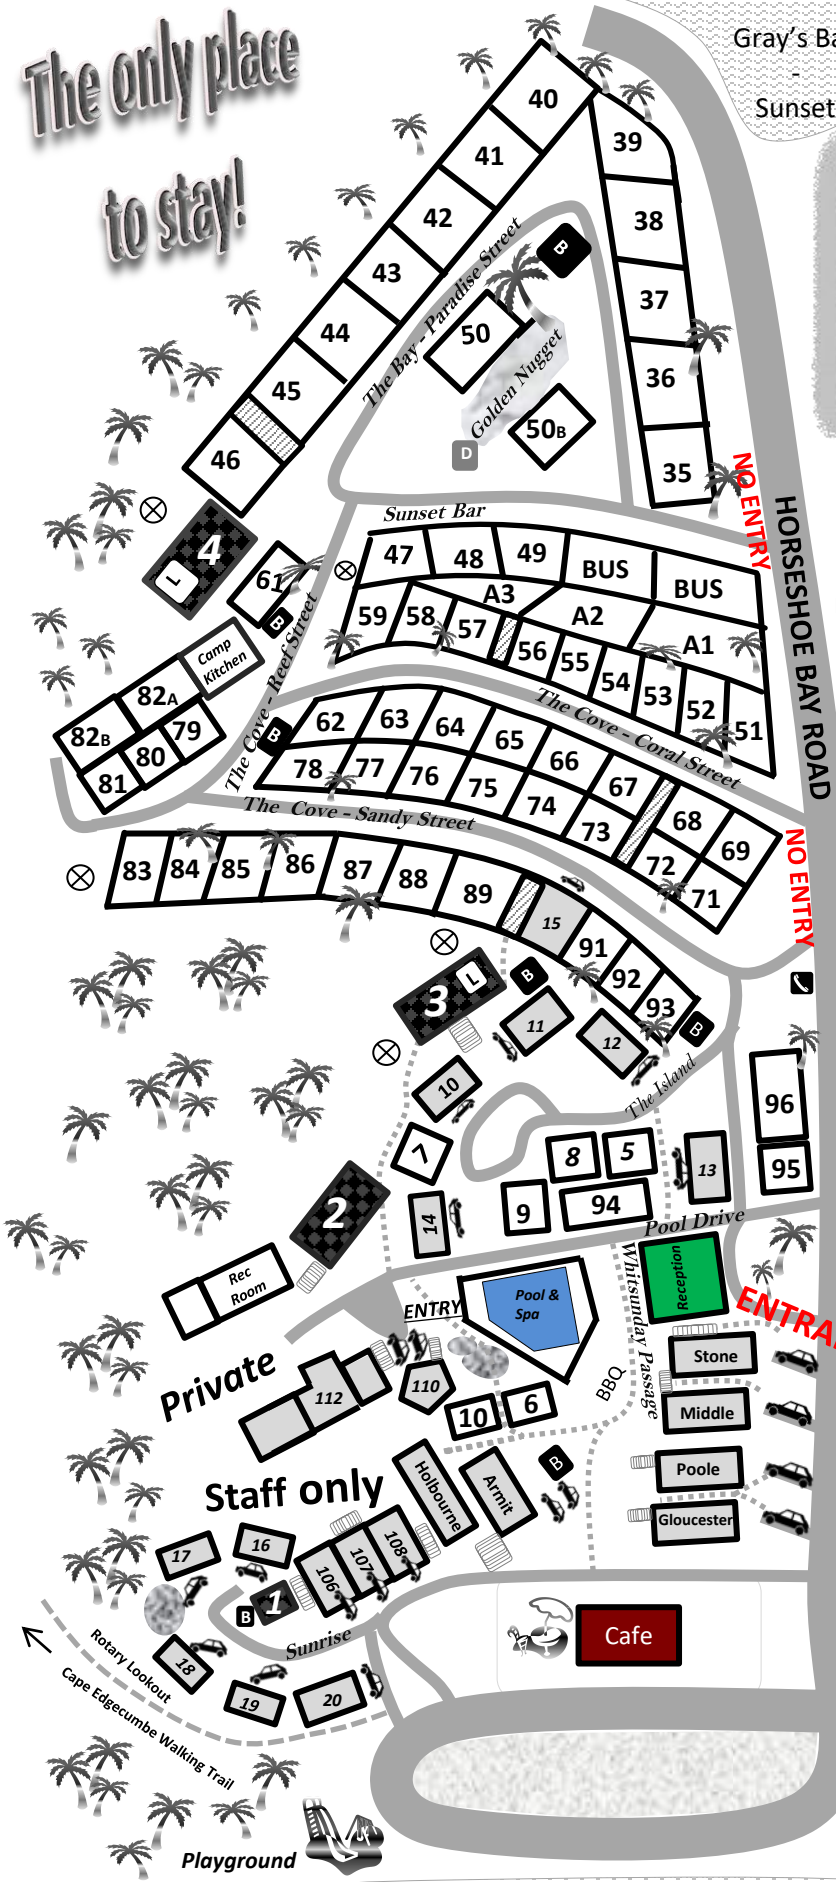 The only place
to stay!
Gray's Ba
-
Sunset
40
41
42
43
44
45
46
39
38
37
36
35
The Bay - Paradise Street
B
50
Golden Nugget
50B
D
NO ENTRY
HORSESHOE BAY ROAD
Sunset Bar
4
L
61
B
47
48
49
BUS
BUS
A3
A2
A1
59
58
57
56
55
54
53
52
51
Camp
Kitchen
82A
82B
79
80
81
The Cove - Reef Street
The Cove - Coral Street
B
62
63
64
65
66
67
68
69
78
77
76
75
74
73
72
71
The Cove - Sandy Street
NO ENTRY
83
84
85
86
87
88
89
15
91
92
93
3
L
B
11
12
B
10
The Island
96
95
7
8
5
13
9
94
14
2
Pool Drive
Rec
Room
ENTRY
Pool &
Spa
Whitsunday Passage
Reception
ENTRA
Private
112
110
10
6
BBQ
Stone
Middle
Poole
Gloucester
Staff only
Holbourne
Armit
B
17
16
106
107
108
1
B
Sunrise
18
19
20
Rotary Lookout
Cape Edgecumbe Walking Trail
Cafe
Playground